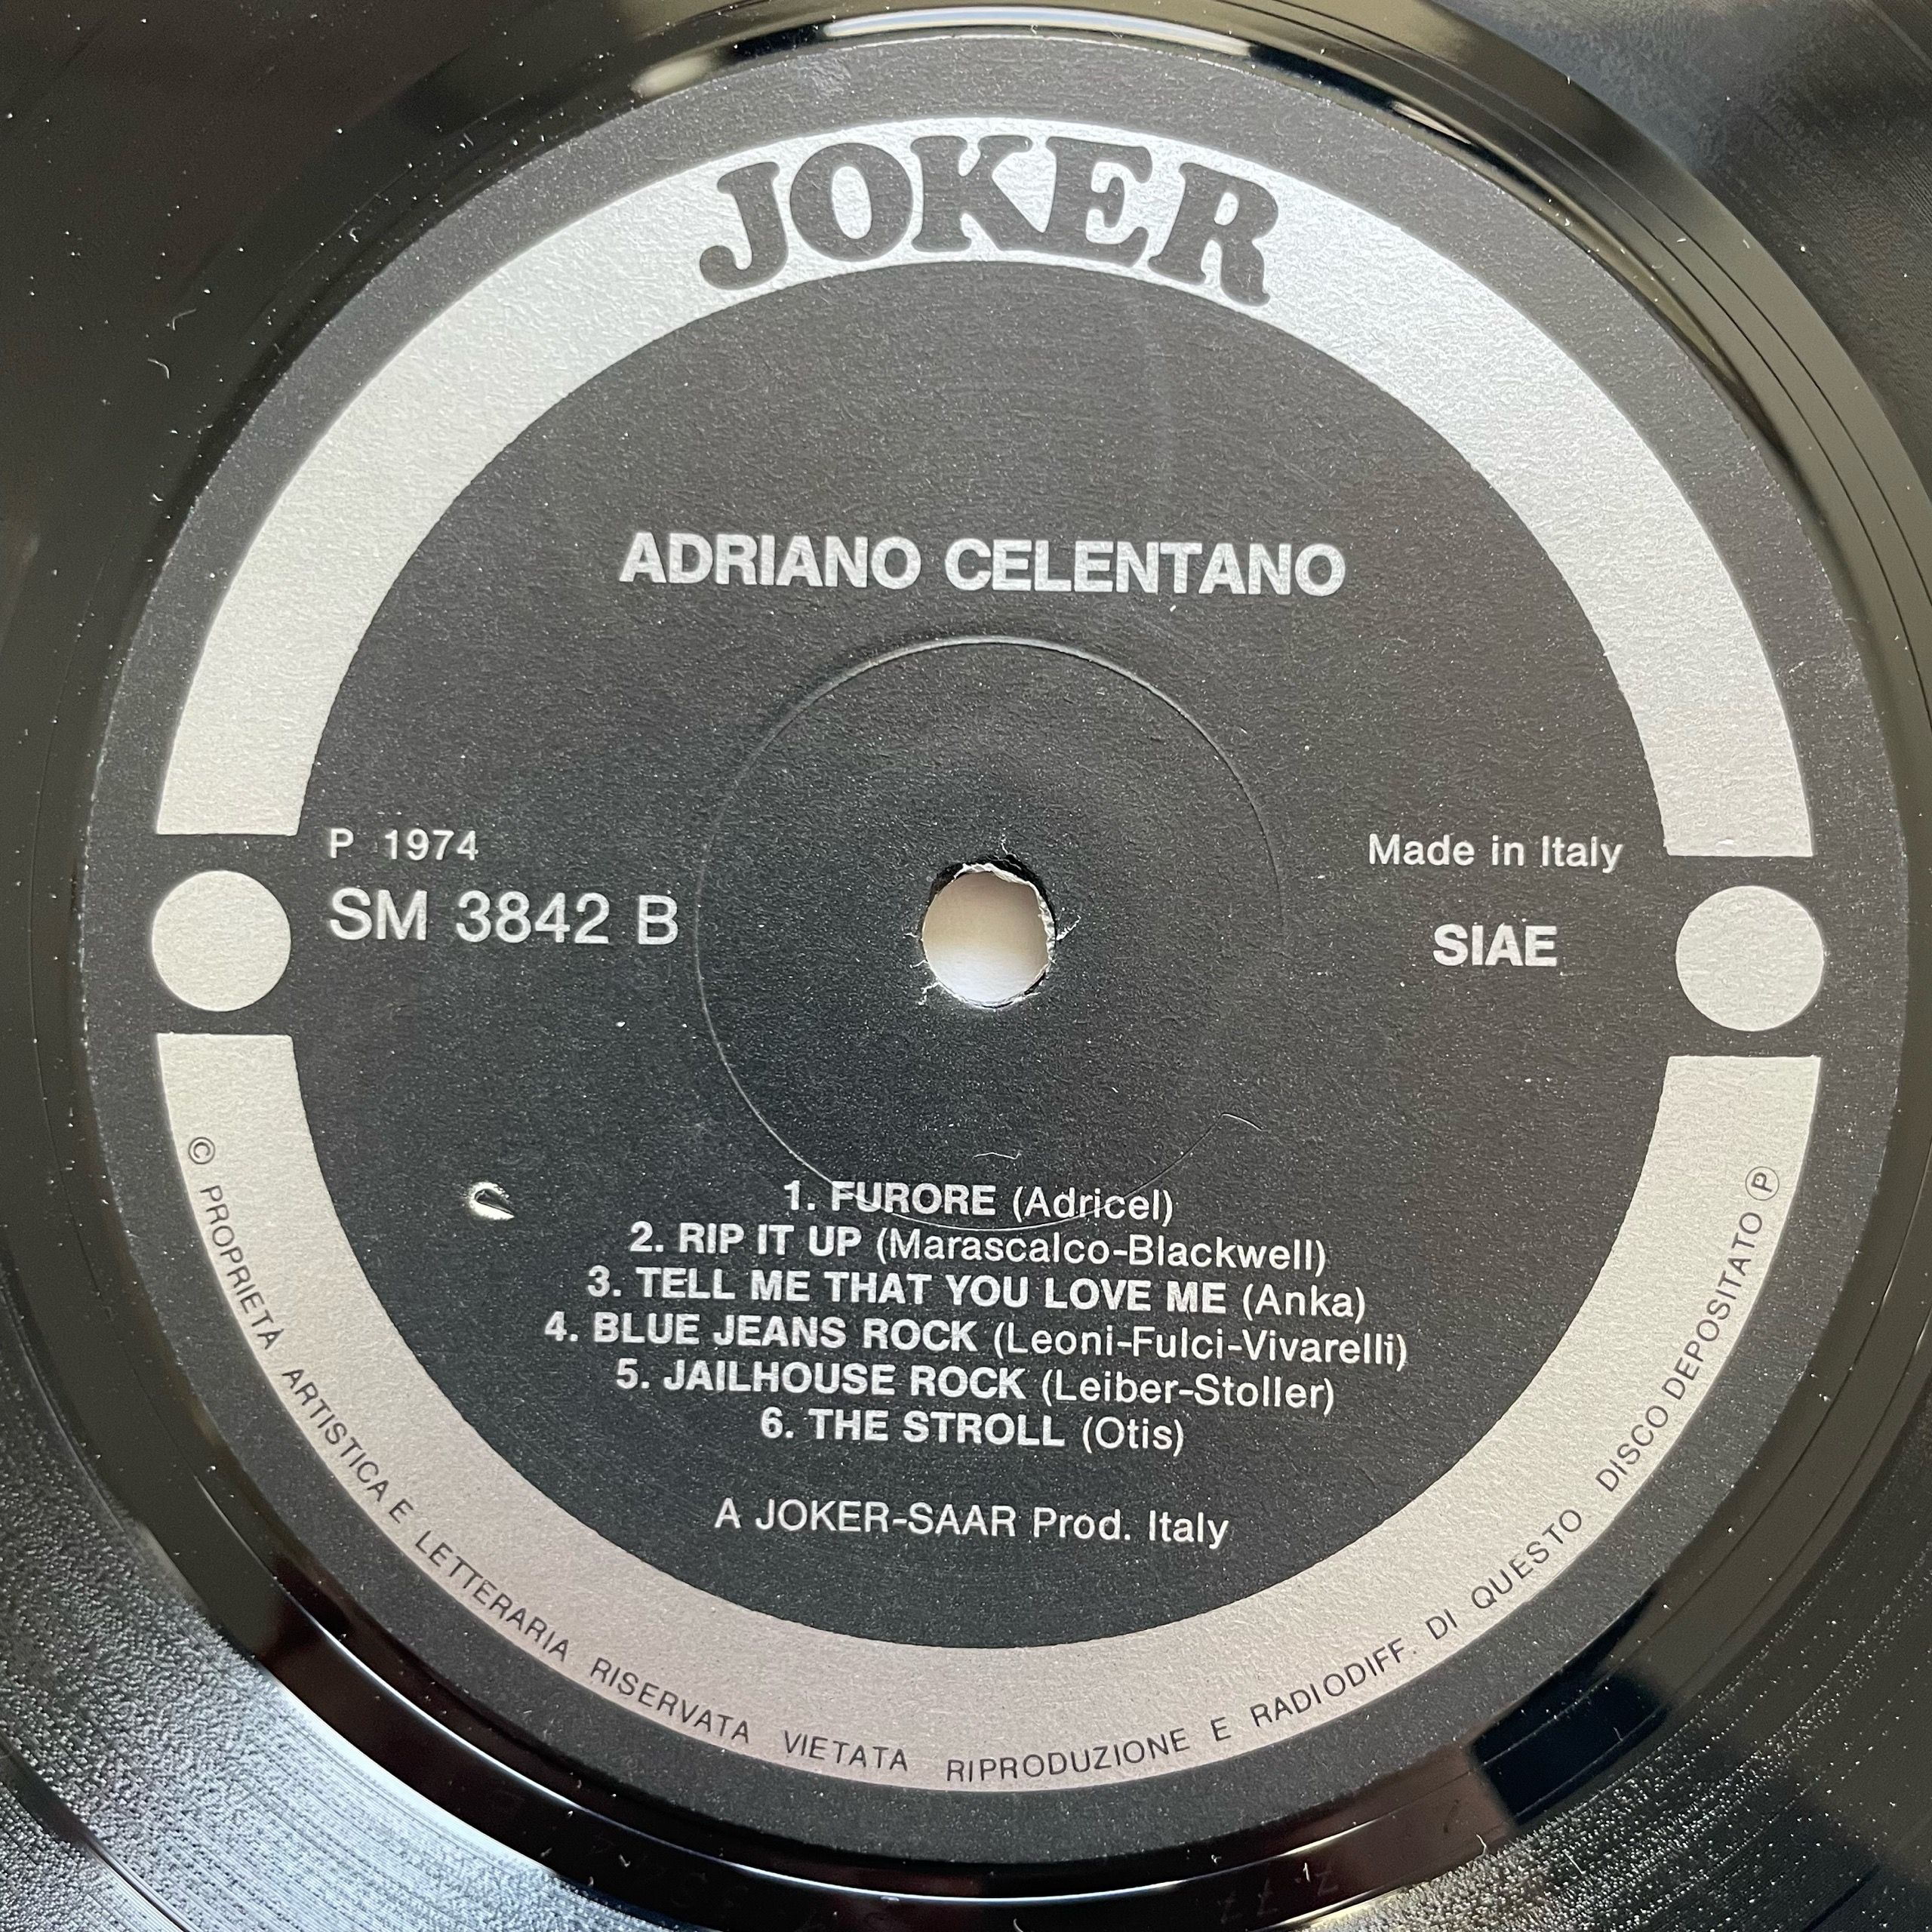 JOKER
ADRIANO CELENTANO
P 1974
SM 3842 B
Made in Italy
SIAE
1. FURORE (Adricel)
2. RIP IT UP (Marascalco-Blackwell)
3. TELL ME THAT YOU LOVE ME (Anka)
4. BLUE JEANS ROCK (Leoni-Fulci-Vivarelli)
5. JAILHOUSE ROCK (Leiber-Stoller)
6. THE STROLL (Otis)
A JOKER-SAAR Prod. Italy
© PROPRIETÀ ARTISTICA E LETTERARIA RISERVATA VIETATA RIPRODUZIONE E RADIODIFF. DI QUESTO DISCO DEPOSITATO Ⓟ